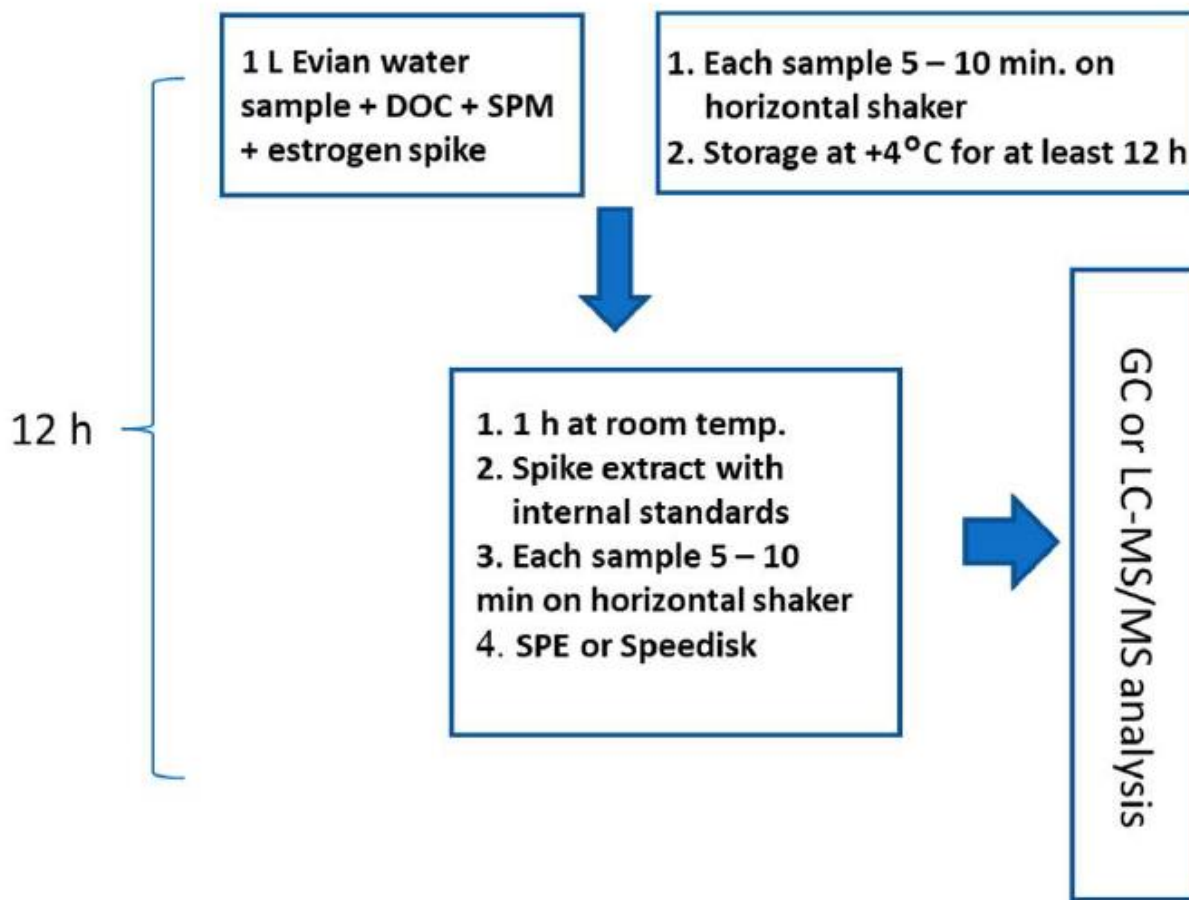 1 L Evian water
sample + DOC + SPM
+ estrogen spike
1. Each sample 5 – 10 min. on
horizontal shaker
2. Storage at +4°C for at least 12 h
12 h
1. 1 h at room temp.
2. Spike extract with
internal standards
3. Each sample 5 – 10
min on horizontal shaker
4. SPE or Speedisk
GC or LC-MS/MS analysis